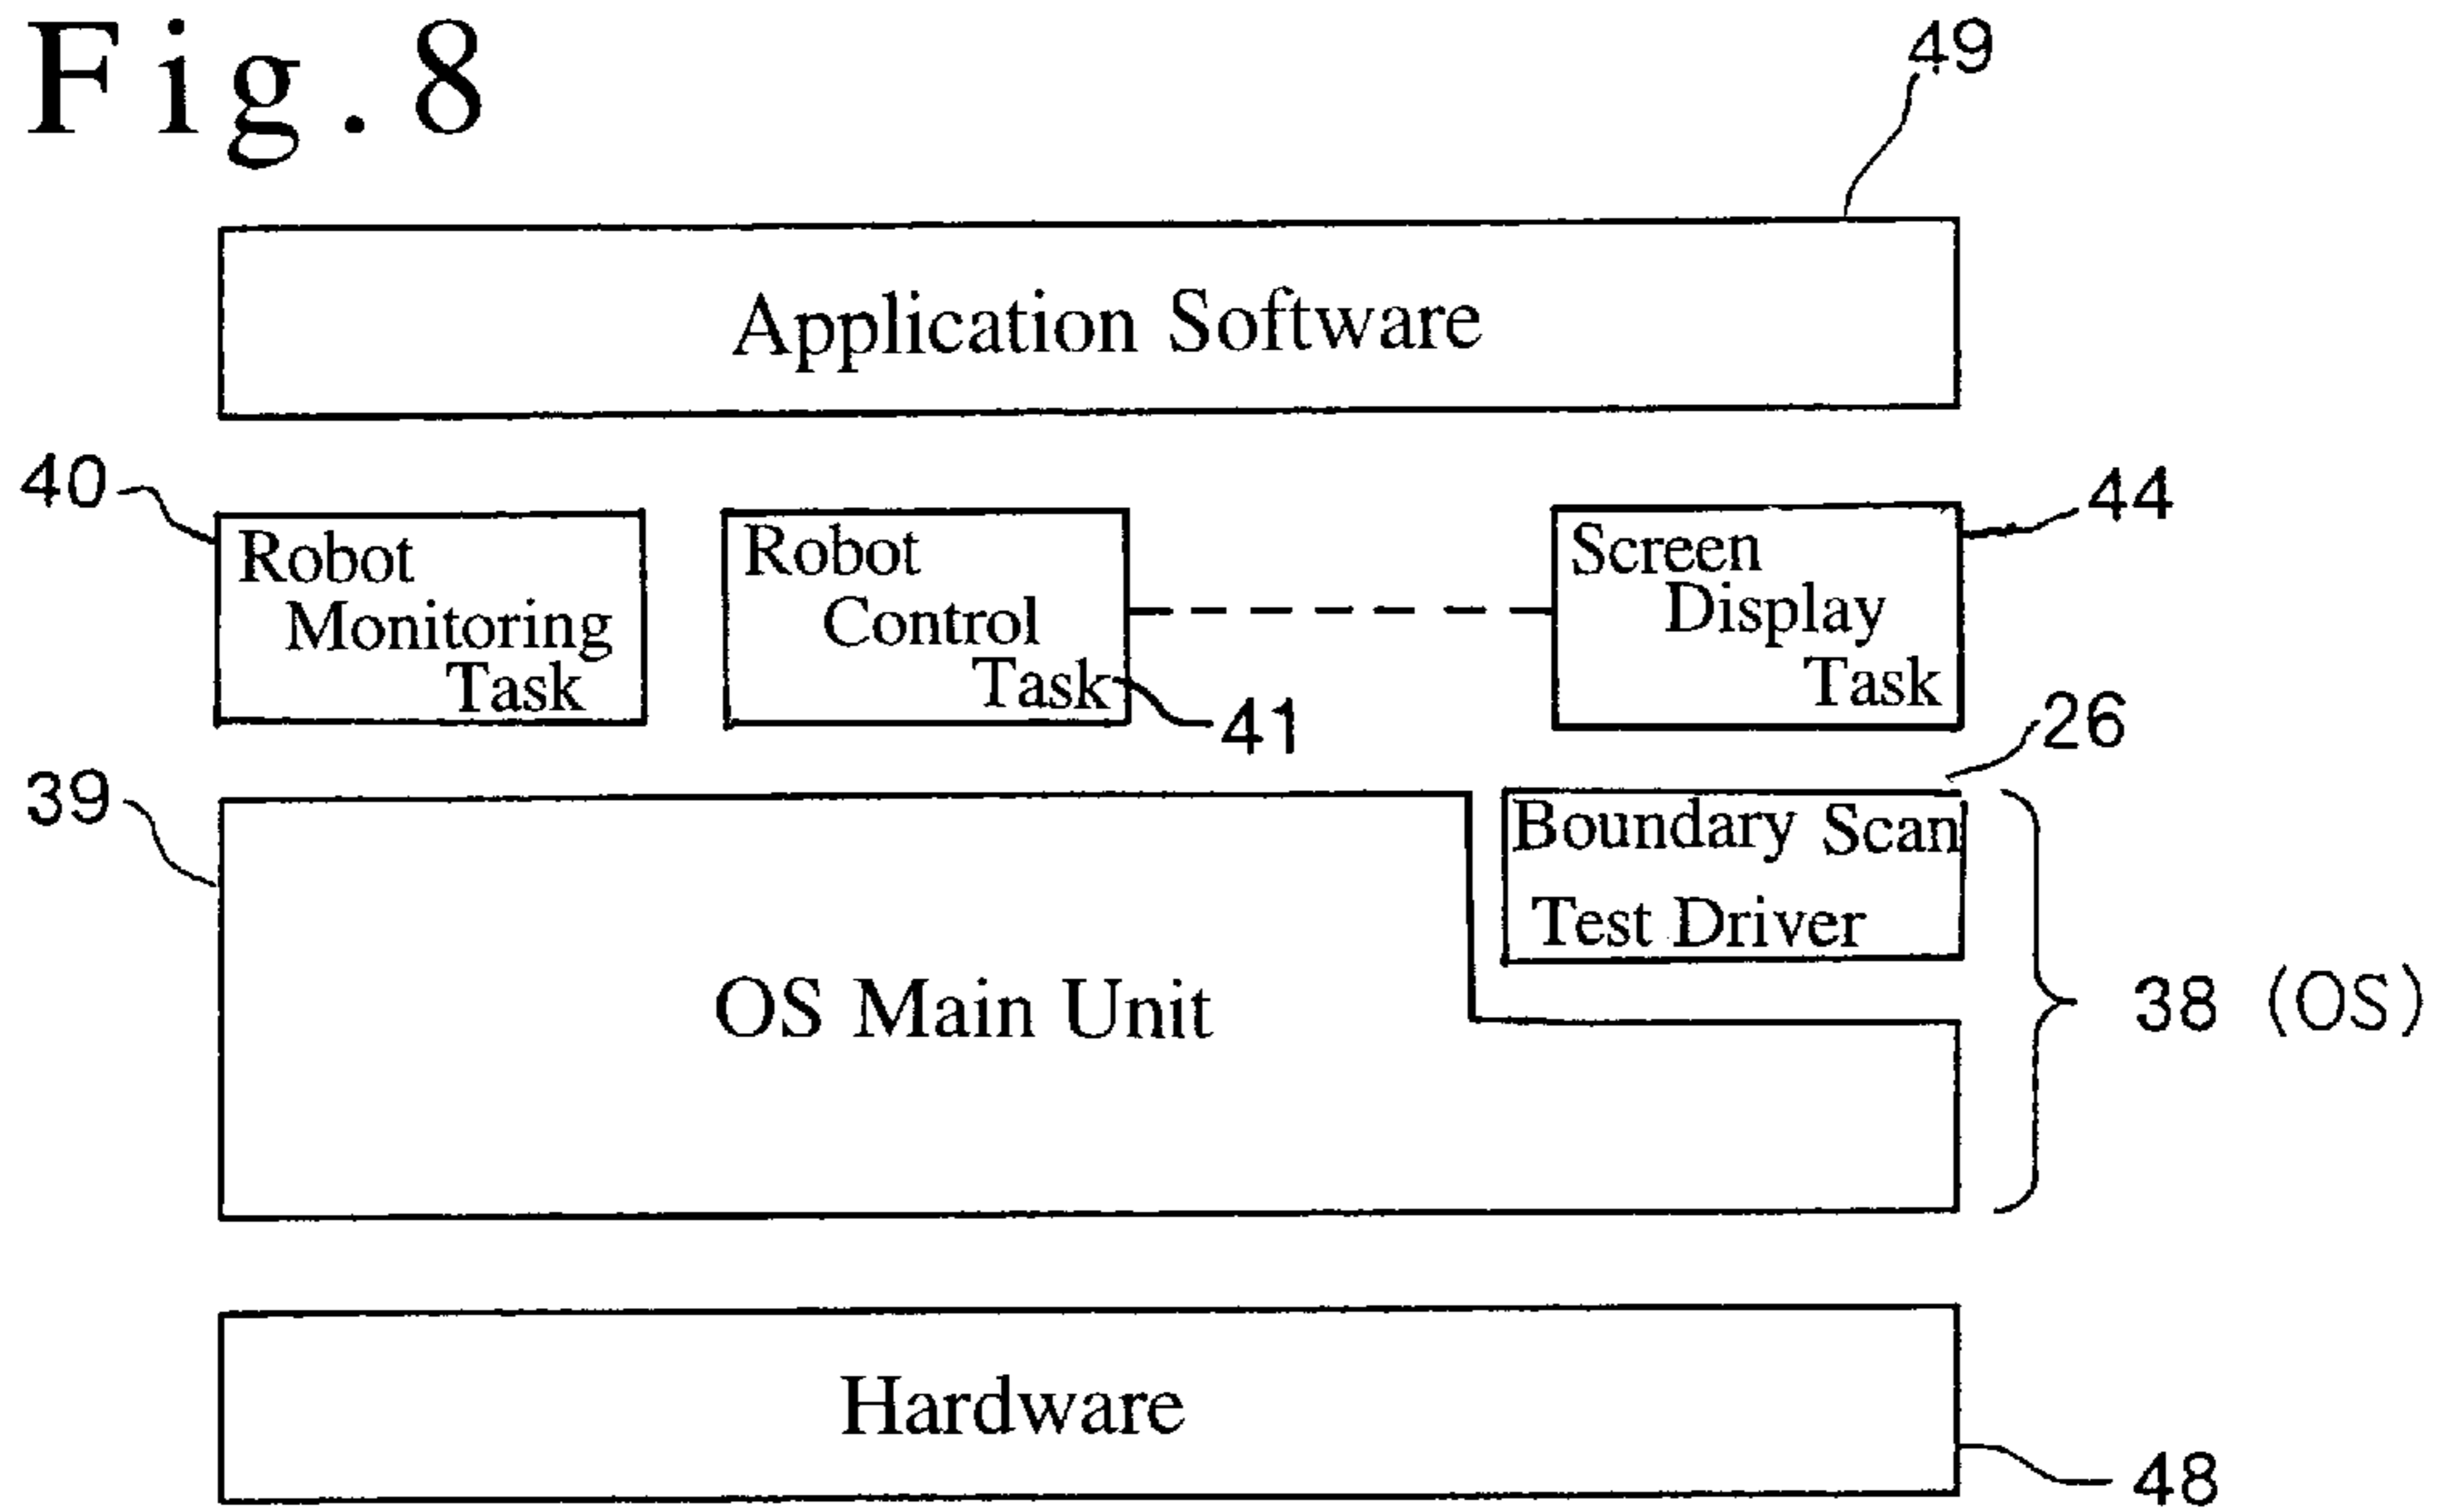 Fig.8
49
Application Software
40
Robot
Monitoring
Task
Robot
Control
Task
41
Screen
Display
Task
44
26
39
OS Main Unit
Boundary Scan
Test Driver
38 (OS)
Hardware
48